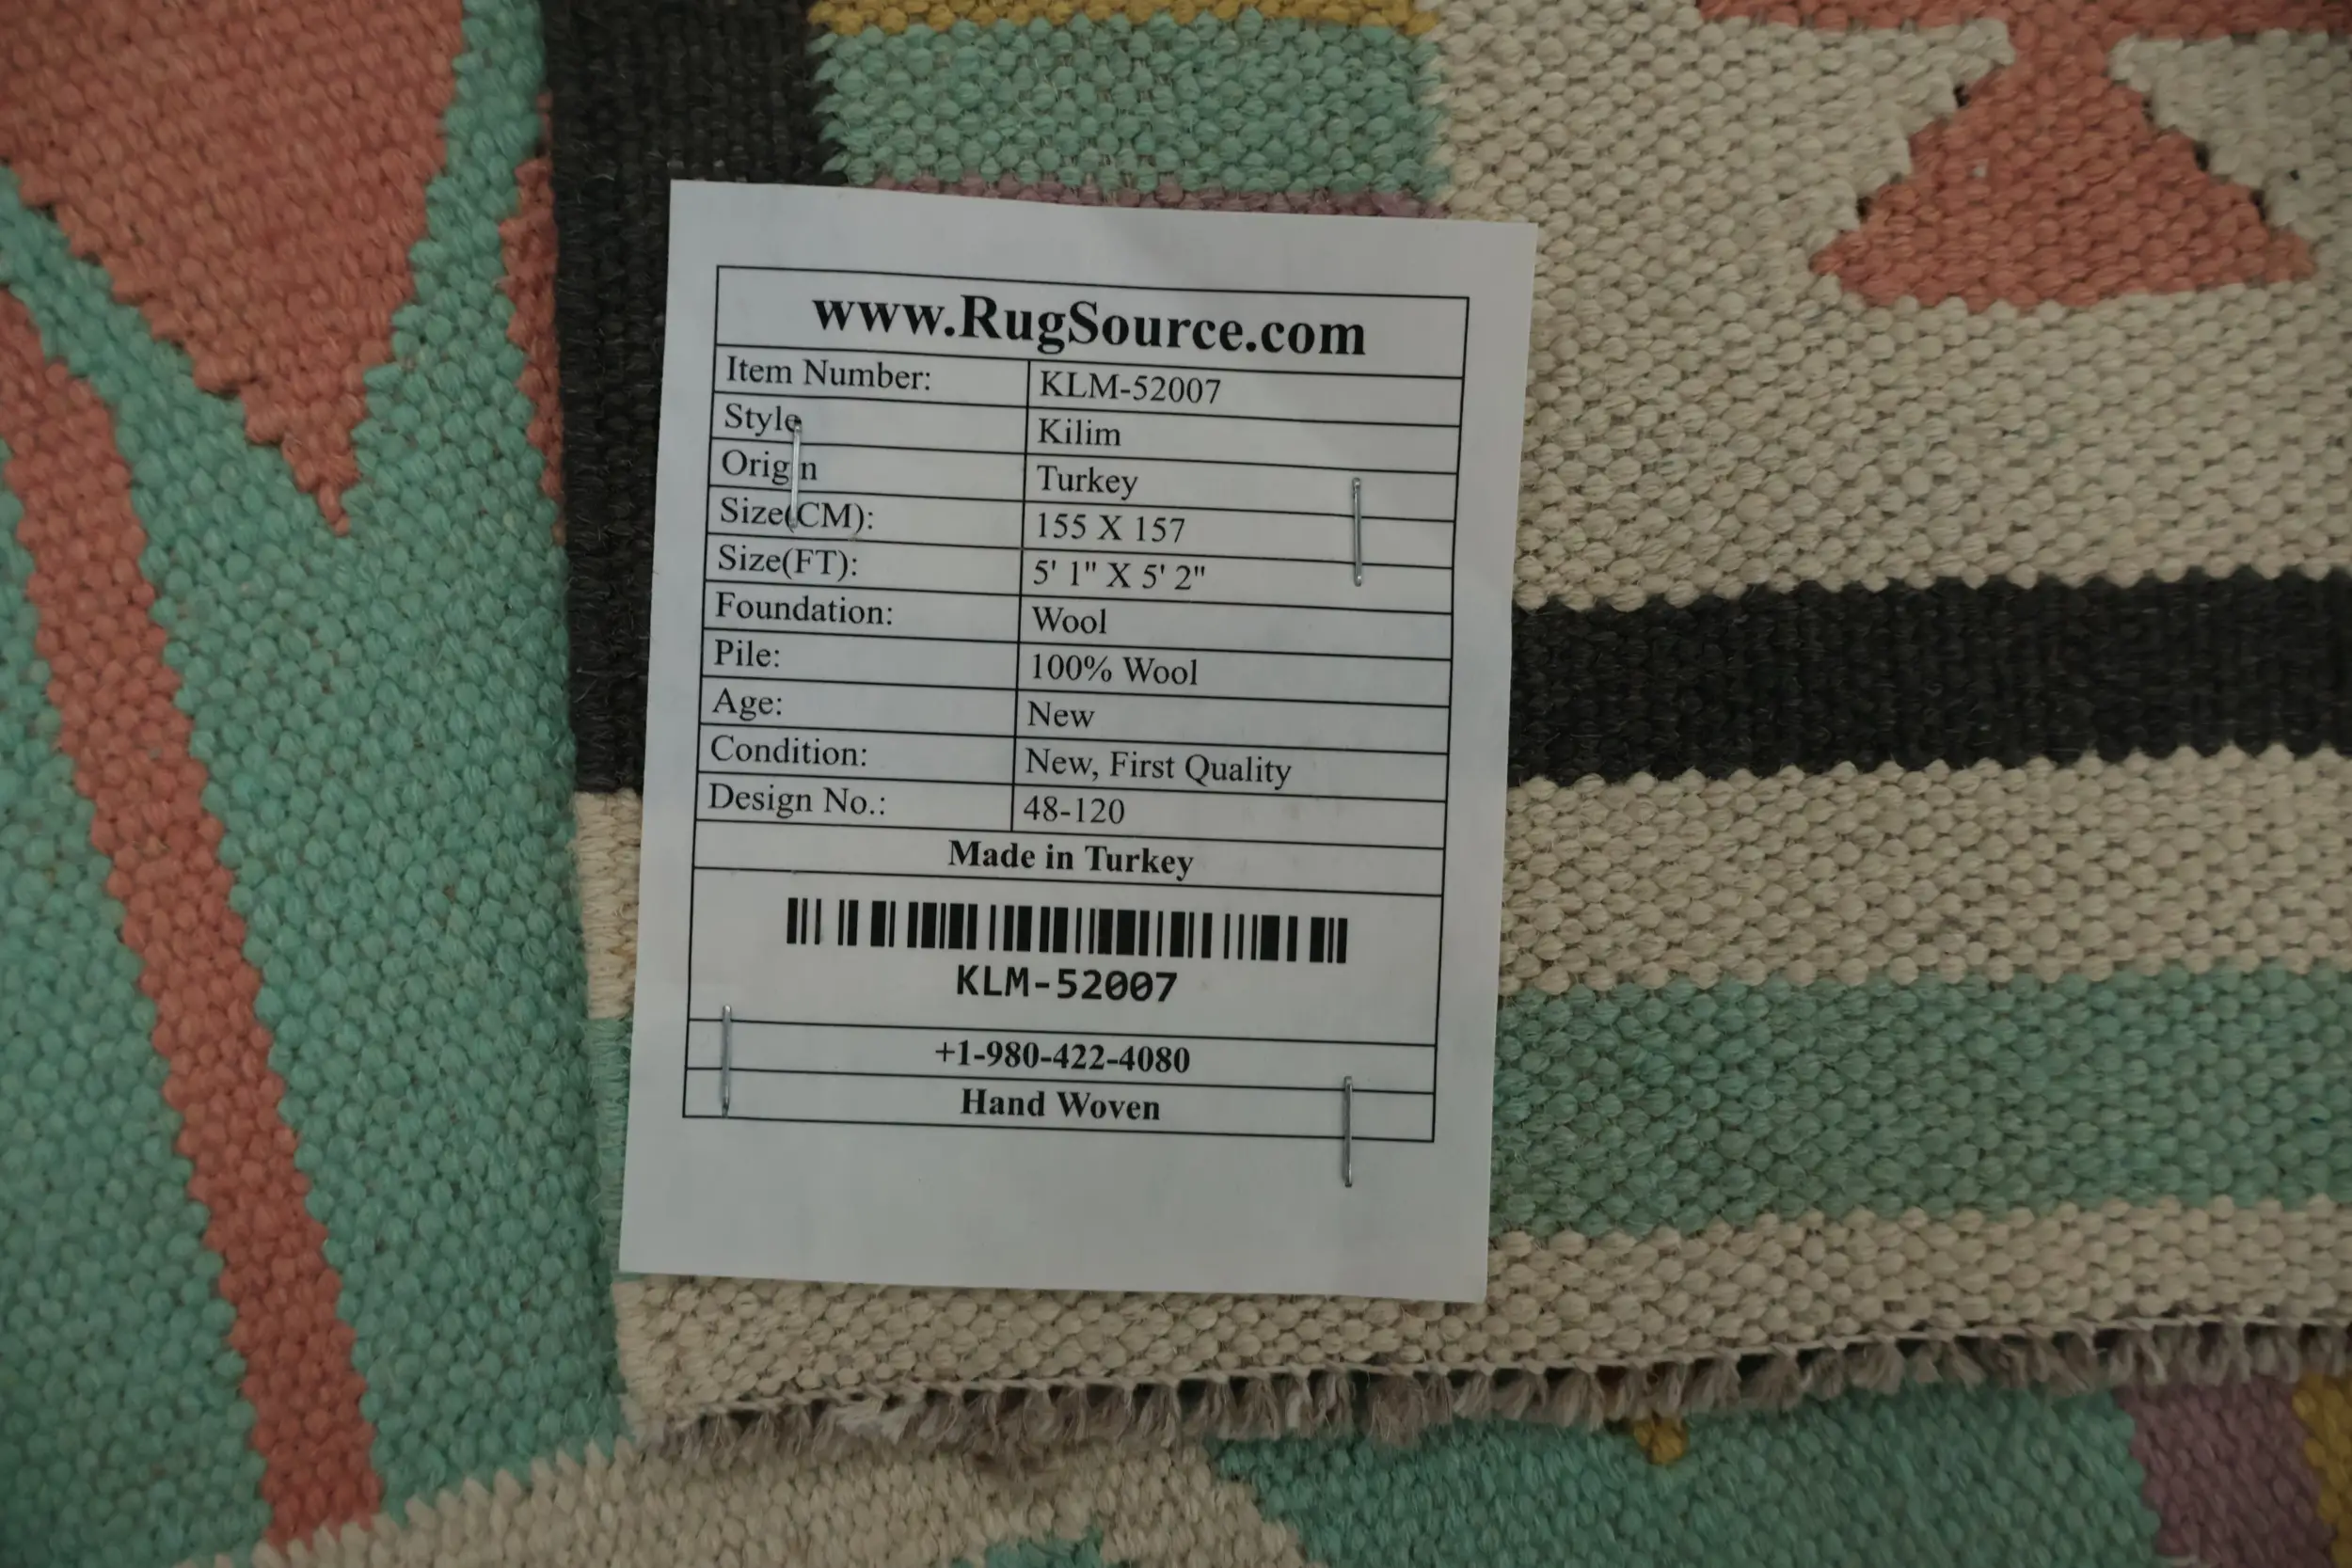 www.RugSource.com
Item Number: KLM-52007
Style Kilim
Origin Turkey
Size(CM): 155 X 157
Size(FT): 5' 1" X 5' 2"
Foundation: Wool
Pile: 100% Wool
Age: New
Condition: New, First Quality
Design No.: 48-120
Made in Turkey
KLM-52007
+1-980-422-4080
Hand Woven